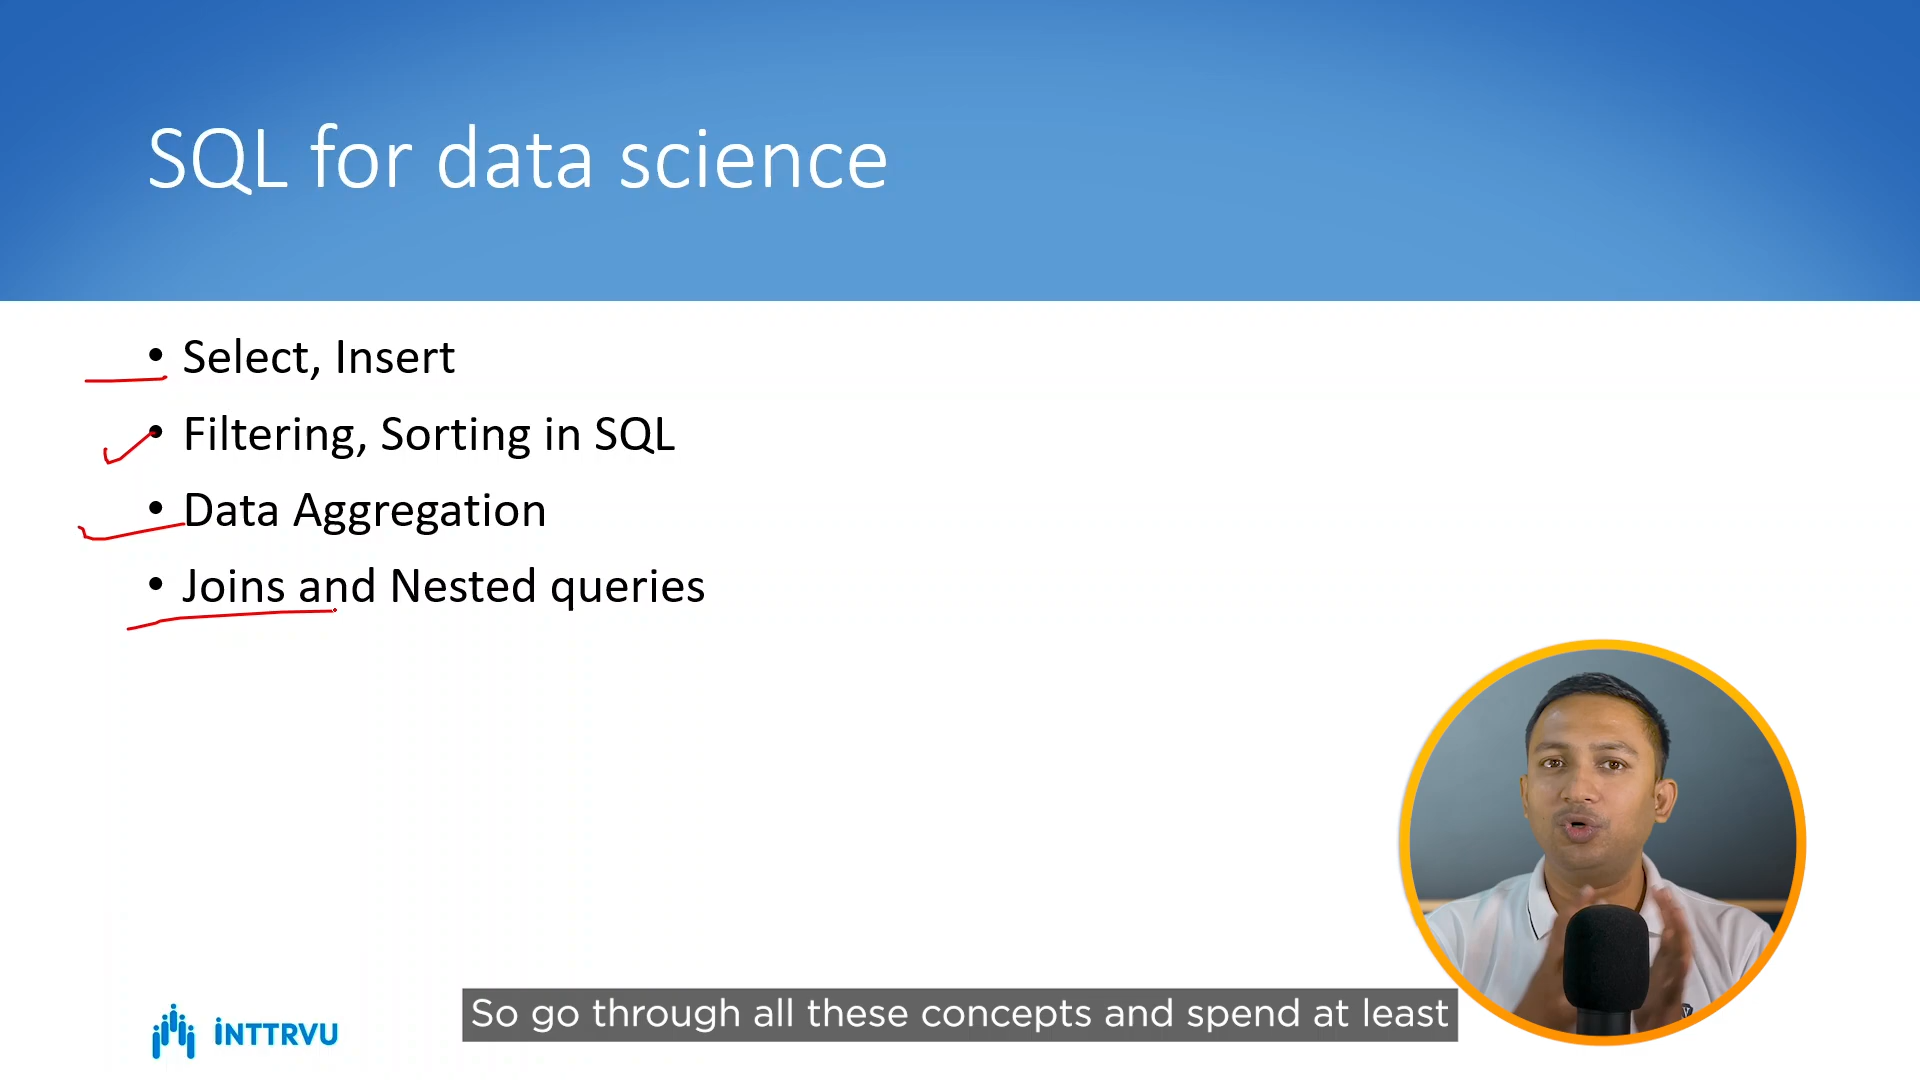 SQL for data science
• Select, Insert
• Filtering, Sorting in SQL
• Data Aggregation
• Joins and Nested queries
INTTRVU
So go through all these concepts and spend at least